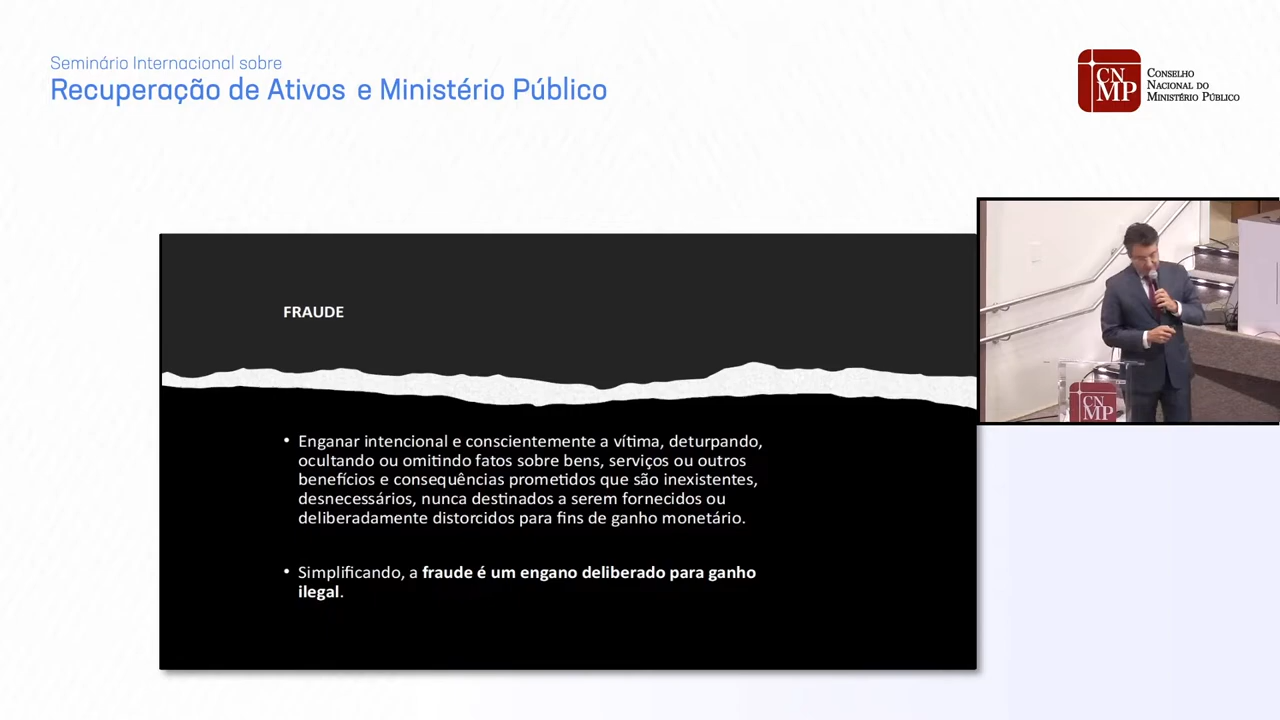 Seminário Internacional sobre
Recuperação de Ativos e Ministério Público
CN
MP
CONSELHO
NACIONAL DO
MINISTÉRIO PÚBLICO
FRAUDE
• Enganar intencional e conscientemente a vítima, deturpando,
ocultando ou omitindo fatos sobre bens, serviços ou outros
benefícios e consequências prometidos que são inexistentes,
desnecessários, nunca destinados a serem fornecidos ou
deliberadamente distorcidos para fins de ganho monetário.
• Simplificando, a fraude é um engano deliberado para ganho
ilegal.
CN
MP